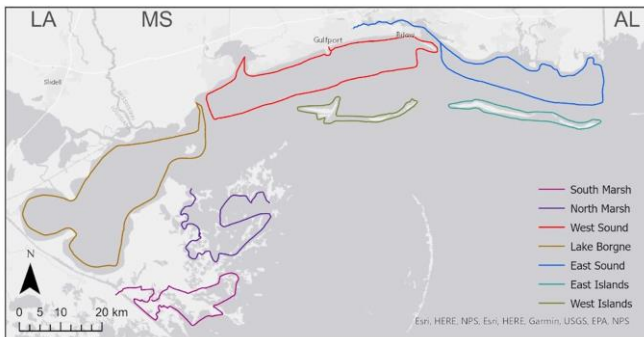 LA
MS
AL
Gulfport
Biloxi
Slidell
South Marsh
North Marsh
West Sound
Lake Borgne
East Sound
East Islands
West Islands
N
0 5 10 20 km
Esri, HERE, NPS, Esri, HERE, Garmin, USGS, EPA, NPS